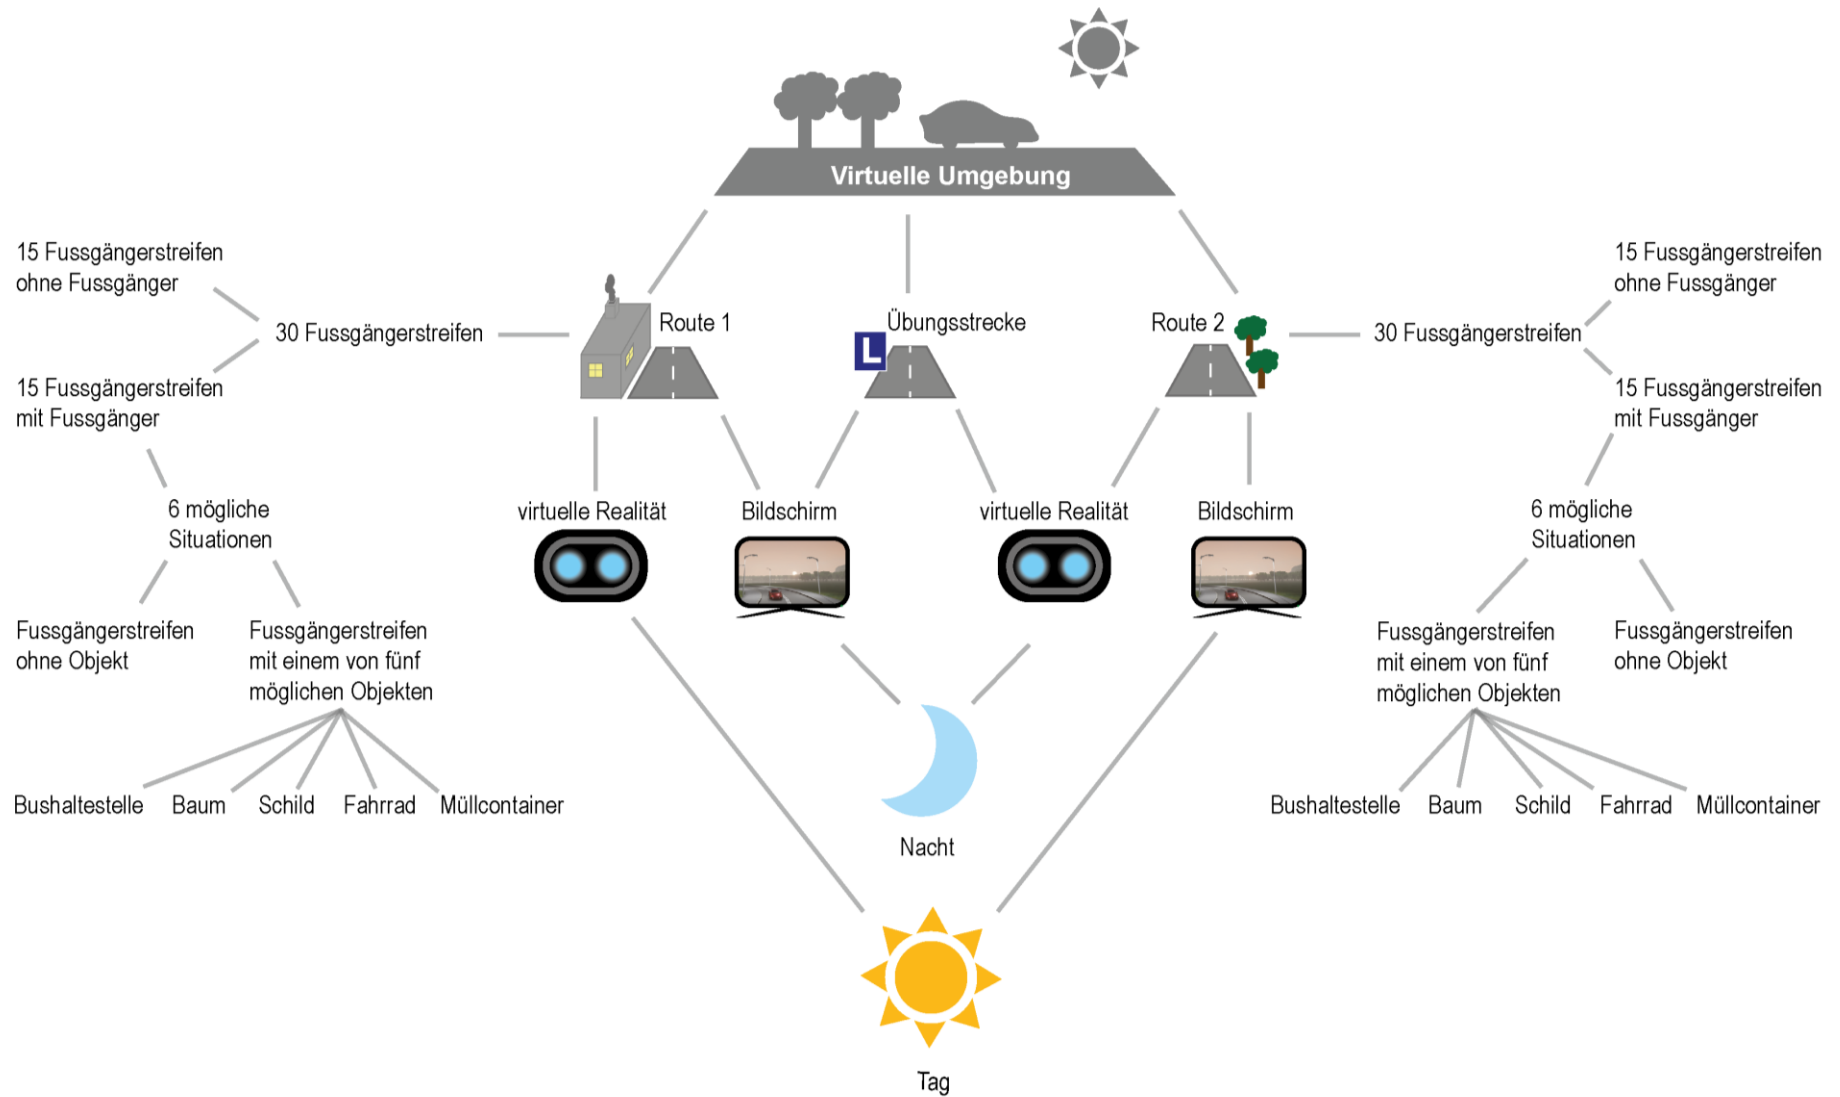 Virtuelle Umgebung
15 Fussgängerstreifen
ohne Fussgänger
30 Fussgängerstreifen
15 Fussgängerstreifen
mit Fussgänger
6 mögliche
Situationen
Fussgängerstreifen
ohne Objekt
Fussgängerstreifen
mit einem von fünf
möglichen Objekten
Bushaltestelle
Baum
Schild
Fahrrad
Müllcontainer
Route 1
L
Übungsstrecke
Route 2
virtuelle Realität
Bildschirm
virtuelle Realität
Bildschirm
Nacht
Tag
15 Fussgängerstreifen
ohne Fussgänger
30 Fussgängerstreifen
15 Fussgängerstreifen
mit Fussgänger
6 mögliche
Situationen
Fussgängerstreifen
mit einem von fünf
möglichen Objekten
Fussgängerstreifen
ohne Objekt
Bushaltestelle
Baum
Schild
Fahrrad
Müllcontainer